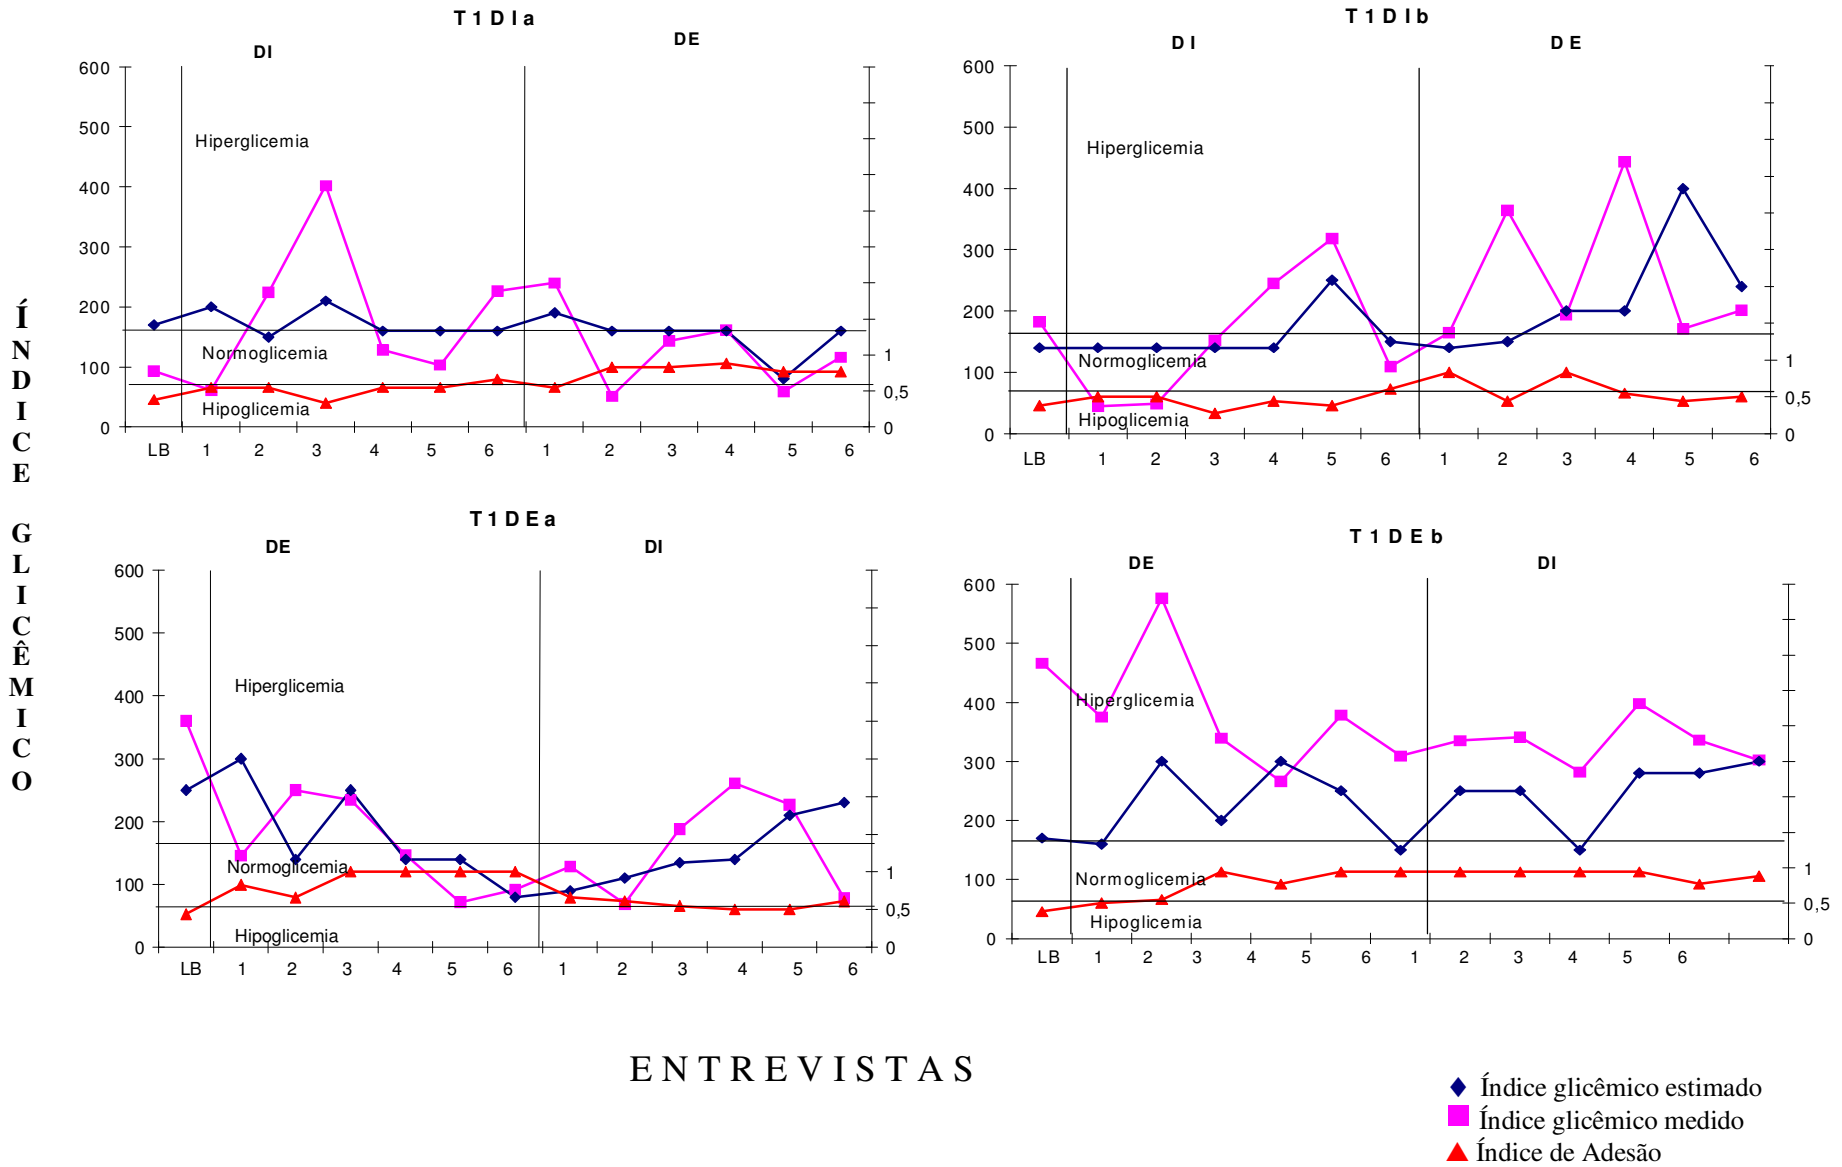 T1DIa
DI
DE
600
500
400
300
200
100
0
Hiperglicemia
Normoglicemia
Hipoglicemia
1
0,5
0
LB 1 2 3 4 5 6 1 2 3 4 5 6
T1DIb
DI
DE
600
500
400
300
200
100
0
Hiperglicemia
Normoglicemia
Hipoglicemia
1
0,5
0
LB 1 2 3 4 5 6 1 2 3 4 5 6
ÍNDICE GLICÊMICO
T1DEa
DE
DI
600
500
400
300
200
100
0
Hiperglicemia
Normoglicemia
Hipoglicemia
1
0,5
0
LB 1 2 3 4 5 6 1 2 3 4 5 6
T1DEb
DE
DI
600
500
400
300
200
100
0
Hiperglicemia
Normoglicemia
Hipoglicemia
1
0,5
0
LB 1 2 3 4 5 6 1 2 3 4 5 6
ENTREVISTAS
Índice glicêmico estimado
Índice glicêmico medido
Índice de Adesão